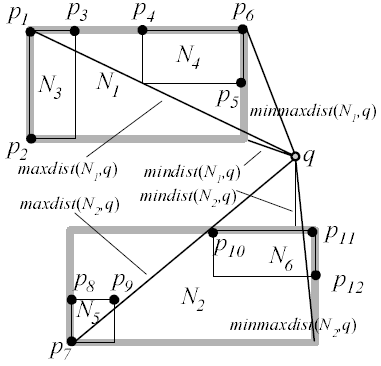 p1 p3 p4 p6
N3 N1 N4
p5
minmaxdist(N1,q)
p2
maxdist(N1,q)
mindist(N1,q)
q
mindist(N2,q)
maxdist(N2,q)
p10 p11
N6
p8 p9
p12
N5 N2
minmaxdist(N2,q)
p7